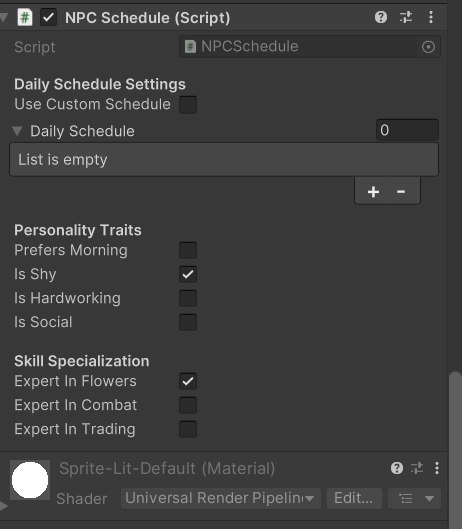 NPC Schedule (Script)
Script NPCSchedule
Daily Schedule Settings
Use Custom Schedule
Daily Schedule 0
List is empty
+ -
Personality Traits
Prefers Morning
Is Shy
Is Hardworking
Is Social
Skill Specialization
Expert In Flowers
Expert In Combat
Expert In Trading
Sprite-Lit-Default (Material)
Shader Universal Render Pipelin Edit...